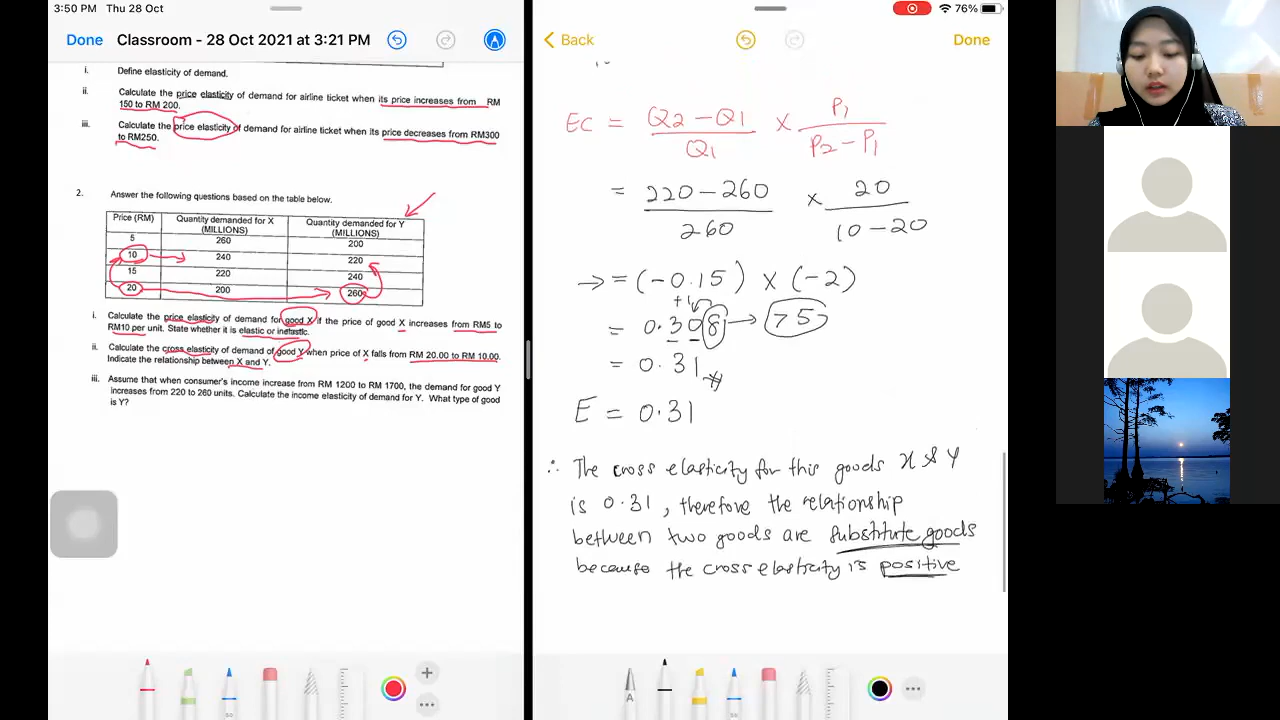 3:50 PM Thu 28 Oct
76%
Done Classroom - 28 Oct 2021 at 3:21 PM
i. Define elasticity of demand.
ii. Calculate the price elasticity of demand for airline ticket when its price increases from RM
150 to RM 200.
iii. Calculate the price elasticity of demand for airline ticket when its price decreases from RM300
to RM250.
2. Answer the following questions based on the table below.
Price (RM) Quantity demanded for X Quantity demanded for Y
(MILLIONS) (MILLIONS)
5 260 200
10 240 220
15 220 240
20 200 260
i. Calculate the price elasticity of demand for good X if the price of good X increases from RM5 to
RM10 per unit. State whether it is elastic or inelastic.
ii. Calculate the cross elasticity of demand of good Y when price of X falls from RM 20.00 to RM 10.00.
Indicate the relationship between X and Y.
iii. Assume that when consumer's income increase from RM 1200 to RM 1700, the demand for good Y
increases from 220 to 260 units. Calculate the income elasticity of demand for Y. What type of good
is Y?
Back Done
Ec = Q2 - Q1 / Q1 × P1 / P2 - P1
= 220 - 260 / 260 × 20 / 10 - 20
→ = (-0.15) × (-2)
+1
= 0.308 → 75
= 0.31
E = 0.31
∴ The cross elasticity for this goods X & Y
is 0.31, therefore the relationship
between two goods are substitute goods
because the cross elasticity is positive
50
A
50